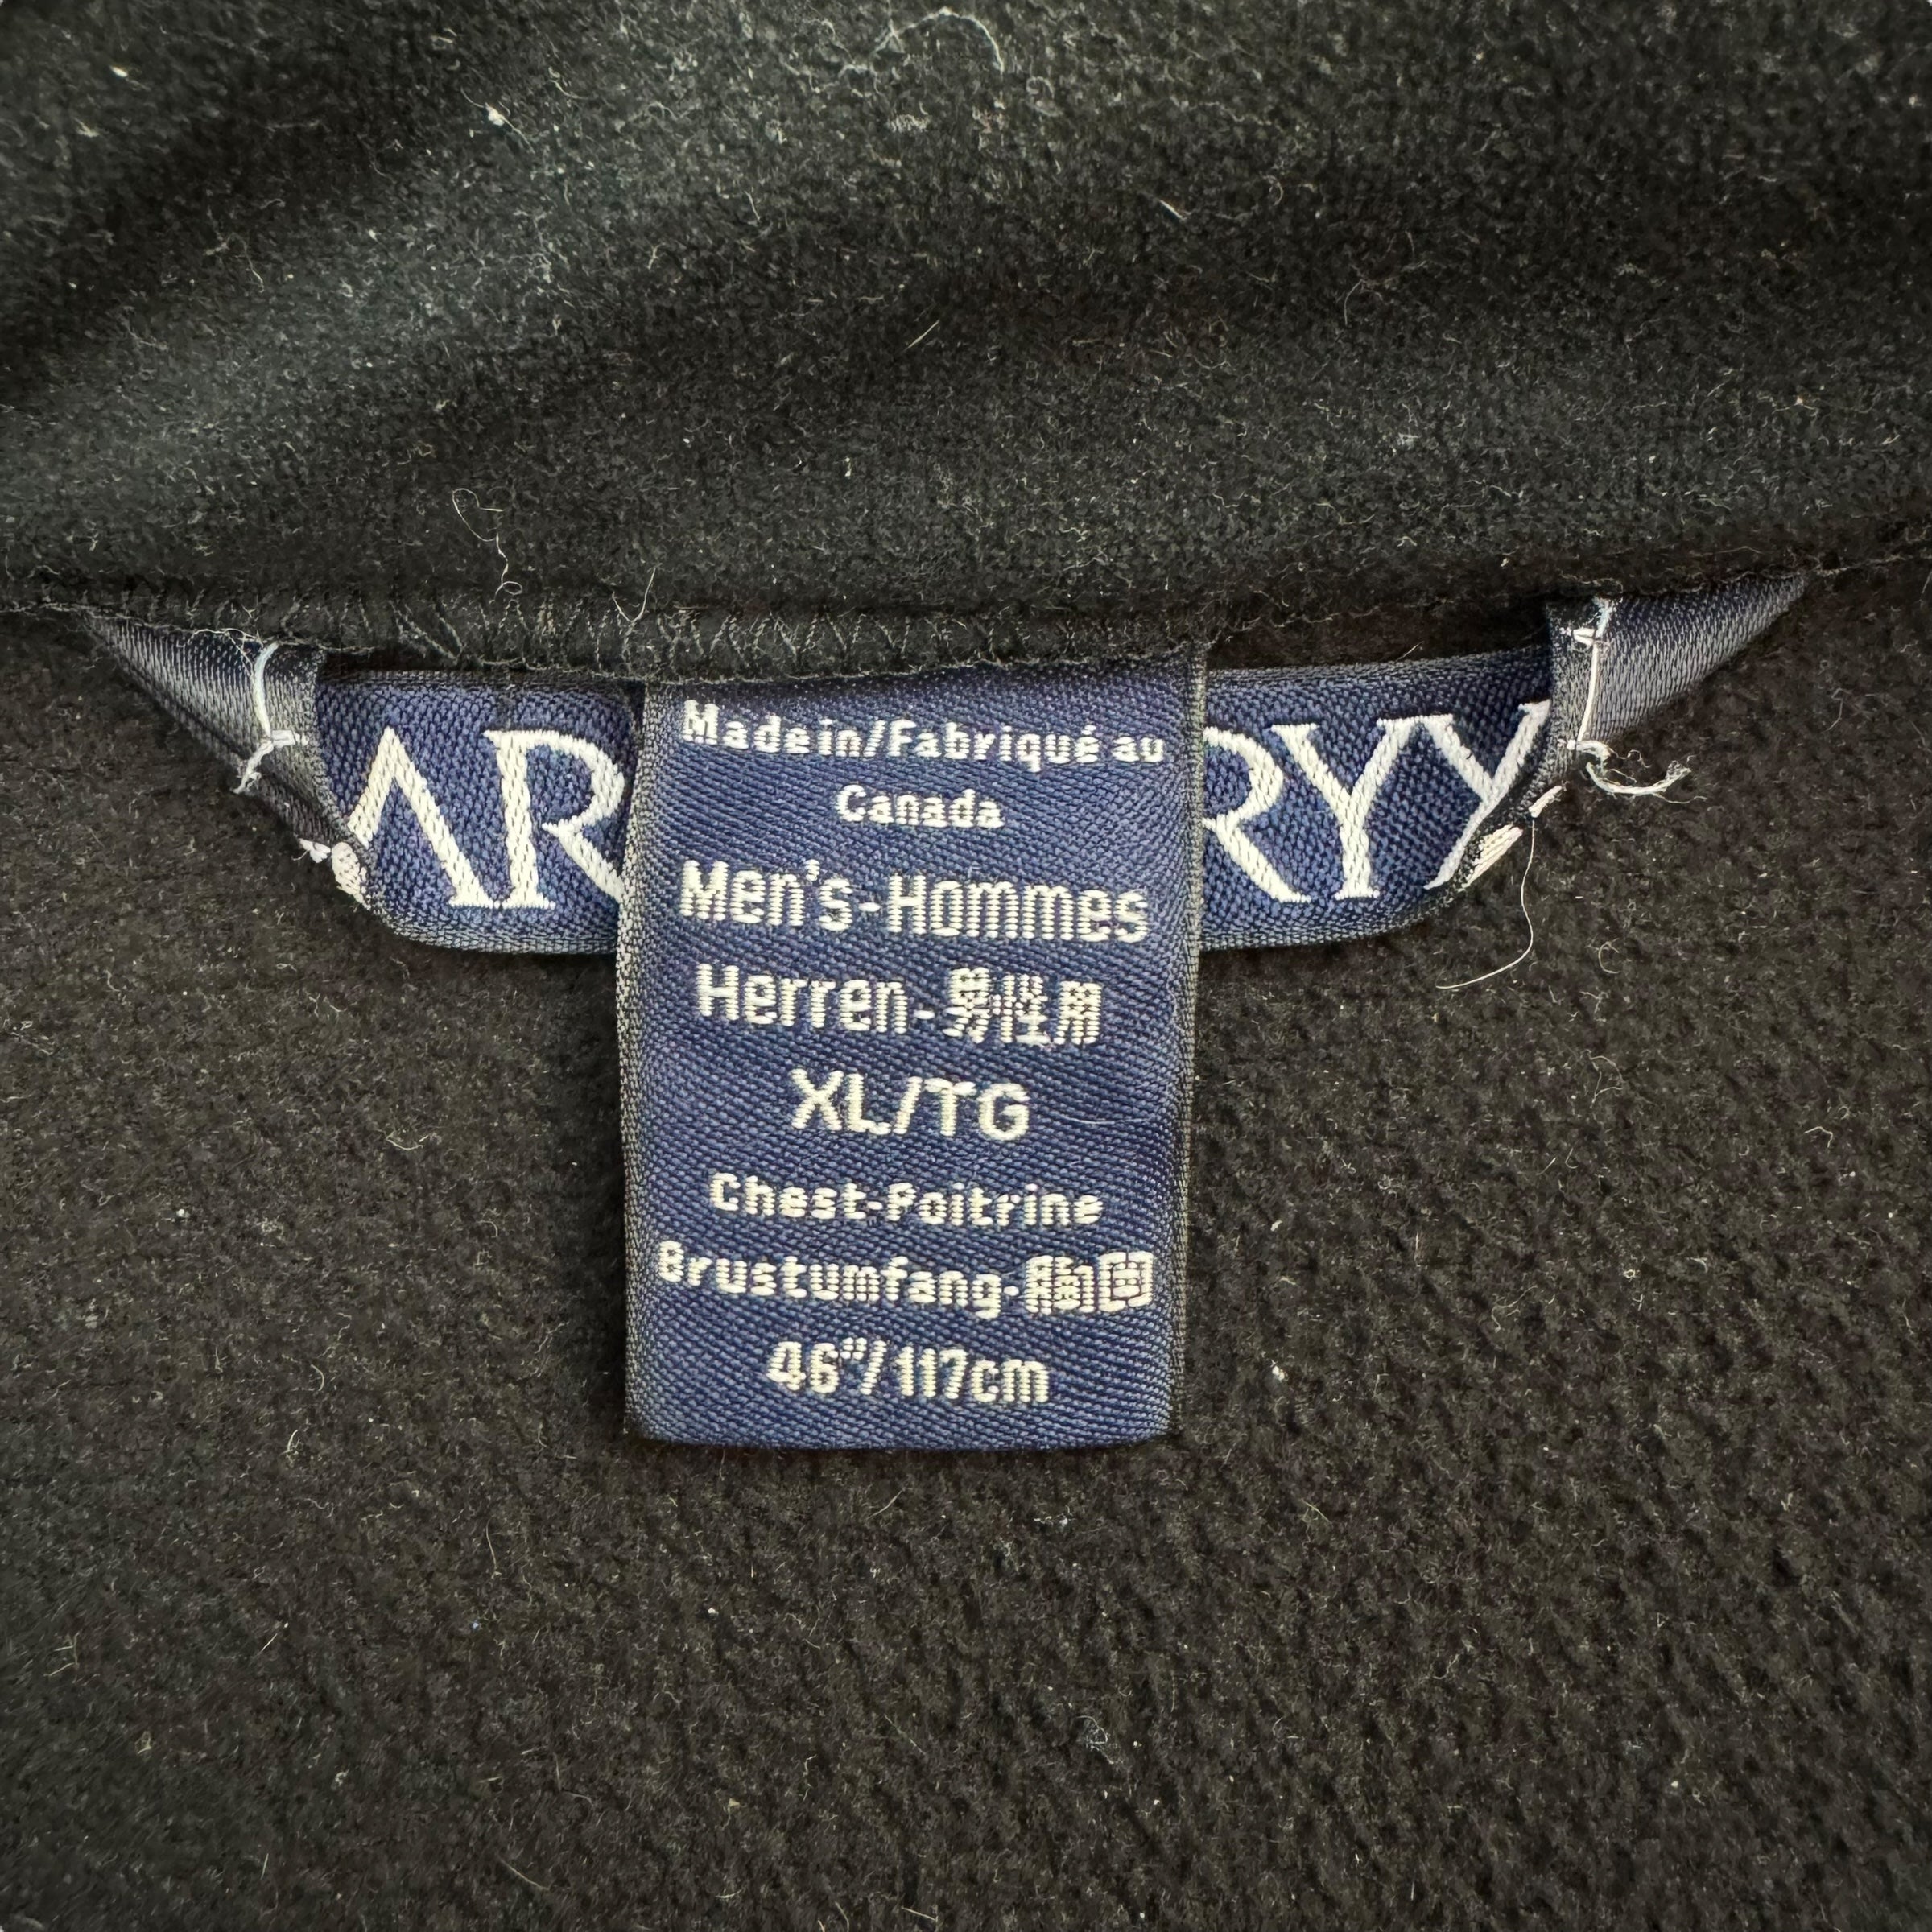 AR RYX
Made in/Fabriqué au
Canada
Men's-Hommes
Herren-男性用
XL/TG
Chest-Poitrine
Brustumfang-胸囲
46"/117cm